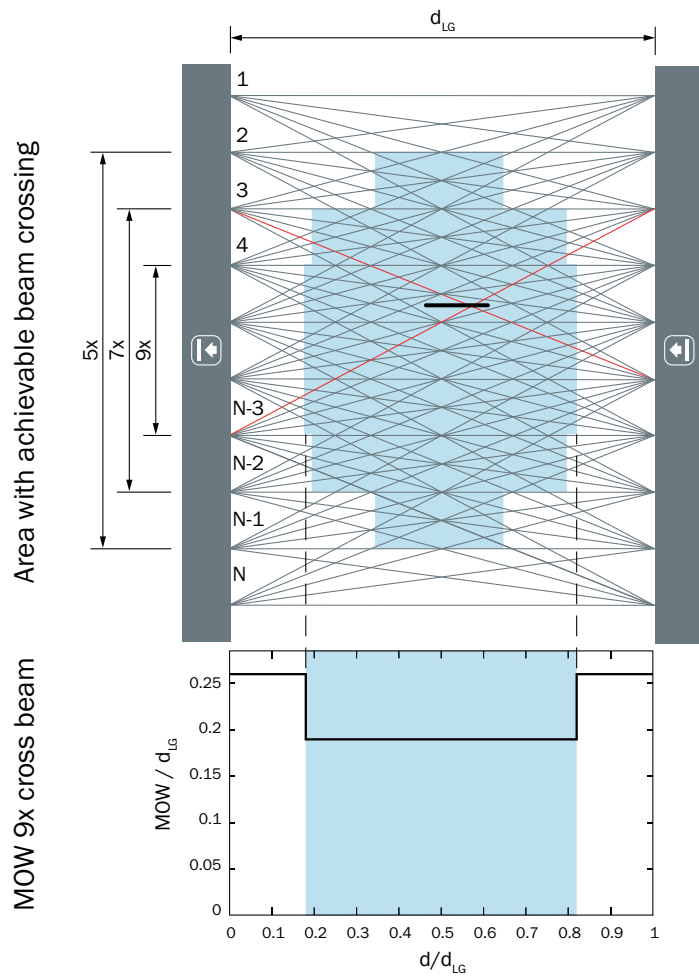 d_LG
Area with achievable beam crossing
5x
7x
9x
1
2
3
4
N-3
N-2
N-1
N
MOW 9x cross beam
MOW / d_LG
0.25
0.2
0.15
0.1
0.05
0
0 0.1 0.2 0.3 0.4 0.5 0.6 0.7 0.8 0.9 1
d/d_LG